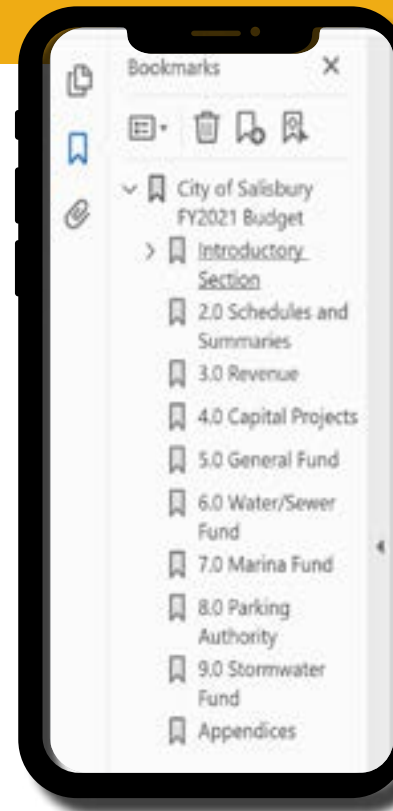 Bookmarks
City of Salisbury
FY2021 Budget
Introductory
Section
2.0 Schedules and
Summaries
3.0 Revenue
4.0 Capital Projects
5.0 General Fund
6.0 Water/Sewer
Fund
7.0 Marina Fund
8.0 Parking
Authority
9.0 Stormwater
Fund
Appendices